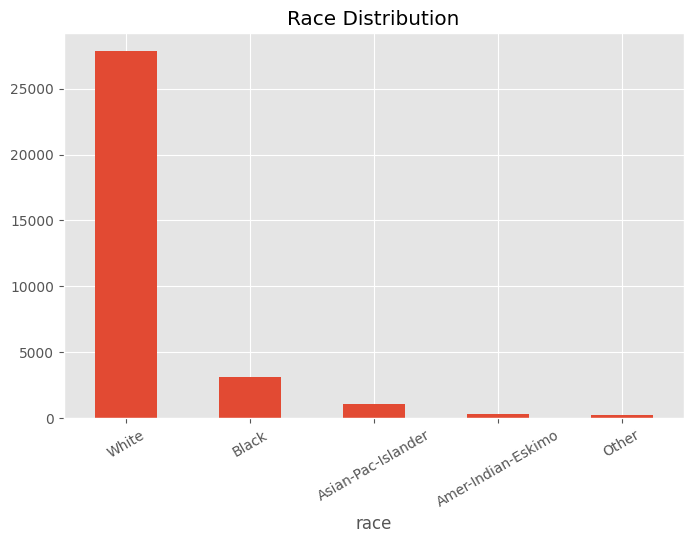 Race Distribution
25000
20000
15000
10000
5000
0
White
Black
Asian-Pac-Islander
Amer-Indian-Eskimo
Other
race